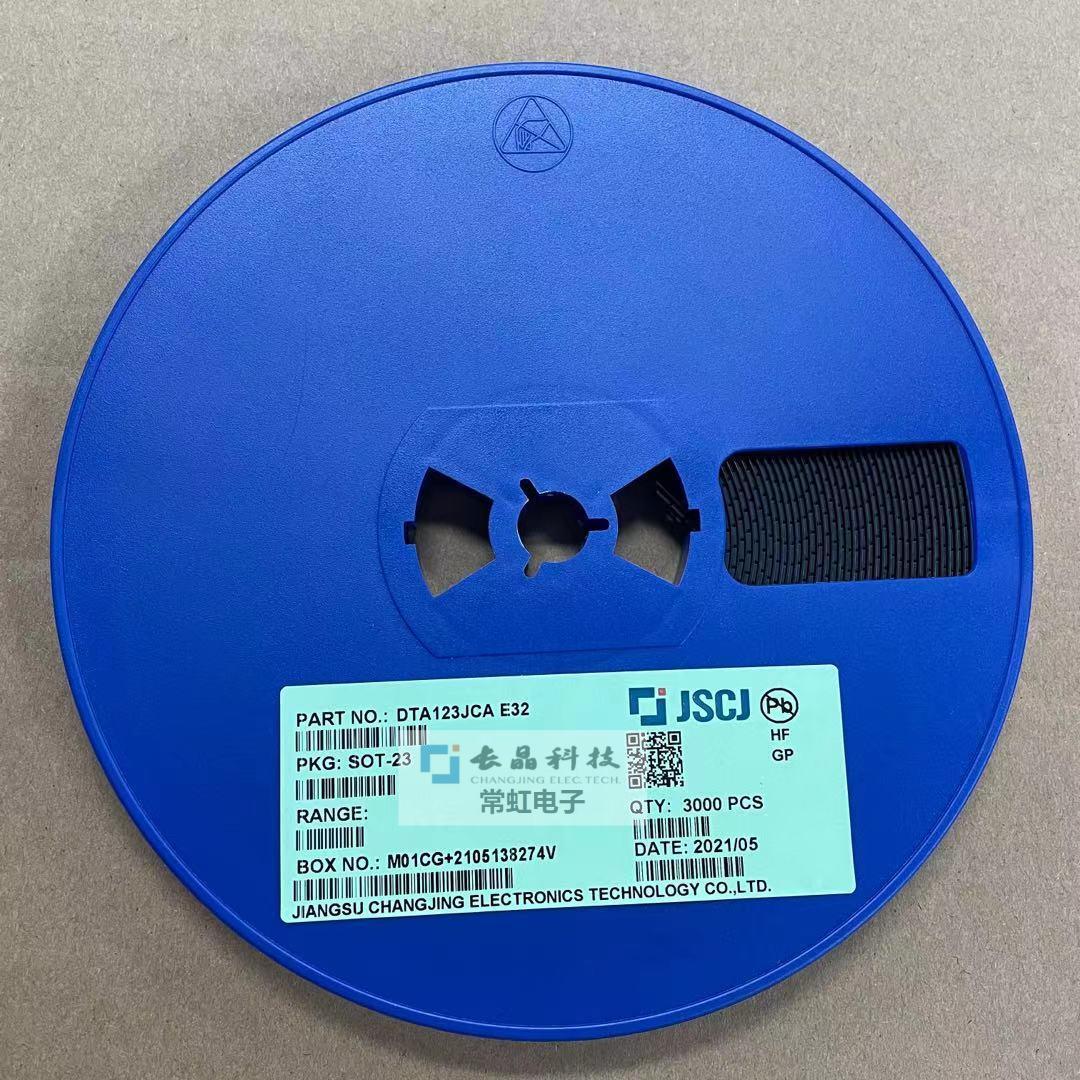 PART NO.: DTA123JCA E32
JSCJ
Pb
HF
GP
PKG: SOT-23
长晶科技
CHANGJING ELEC.TECH.
常虹电子
RANGE:
QTY: 3000 PCS
DATE: 2021/05
BOX NO.: M01CG+2105138274V
JIANGSU CHANGJING ELECTRONICS TECHNOLOGY CO.,LTD.